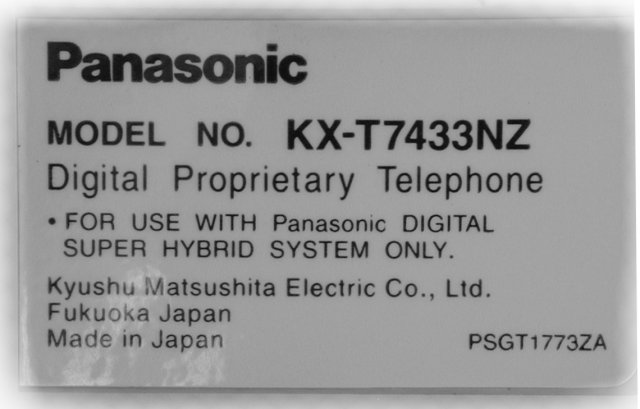 Panasonic
MODEL NO. KX-T7433NZ
Digital Proprietary Telephone
• FOR USE WITH Panasonic DIGITAL
SUPER HYBRID SYSTEM ONLY.
Kyushu Matsushita Electric Co., Ltd.
Fukuoka Japan
Made in Japan PSGT1773ZA